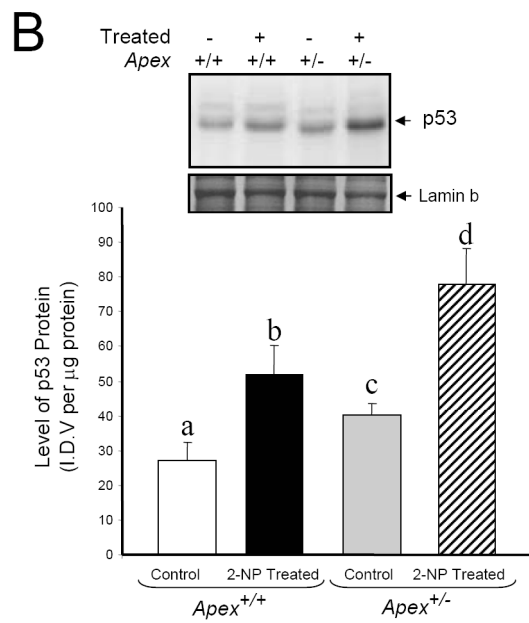 B
Treated - + - +
Apex +/+ +/+ +/- +/-
p53
Lamin b
Level of p53 Protein
(I.D.V per µg protein)
100
90
80
70
60
50
40
30
20
10
0
a
b
c
d
Control 2-NP Treated Control 2-NP Treated
Apex+/+ Apex+/-